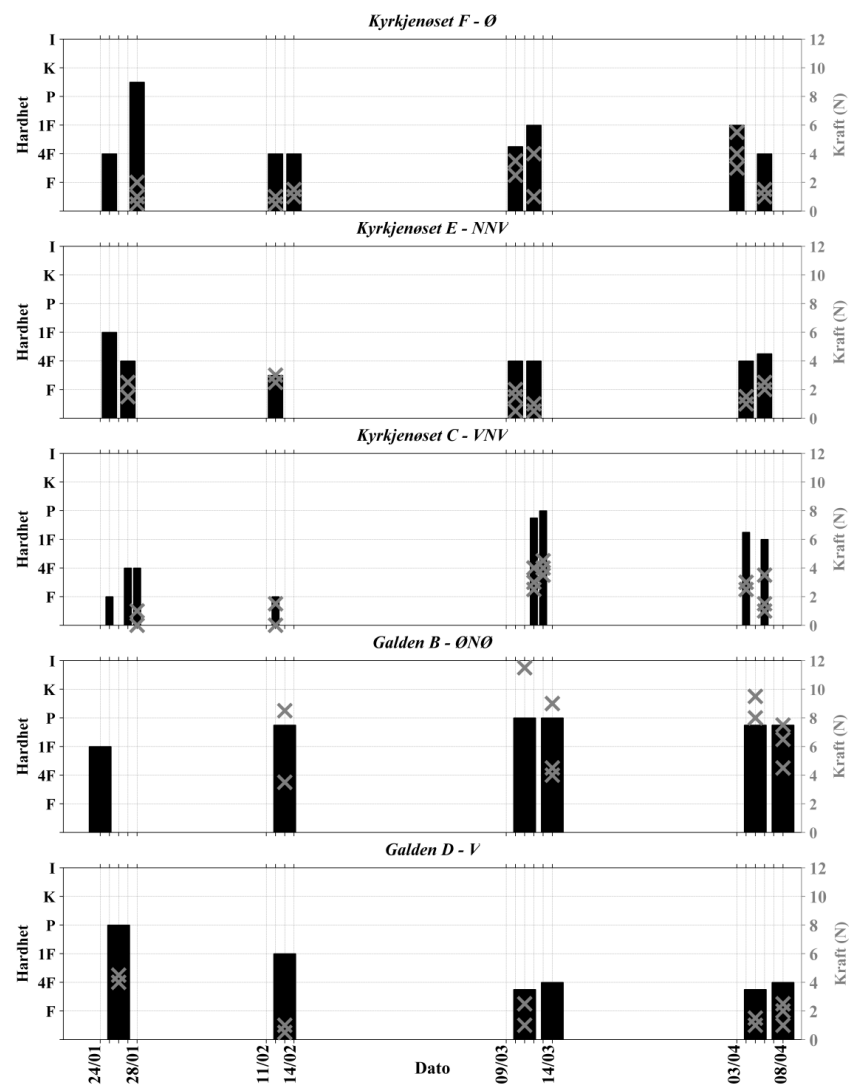 Kyrkjenøset F - Ø
I
K
P
1F
4F
F
Hardhet
12
10
8
6
4
2
0
Kraft (N)
Kyrkjenøset E - NNV
I
K
P
1F
4F
F
Hardhet
12
10
8
6
4
2
0
Kraft (N)
Kyrkjenøset C - VNV
I
K
P
1F
4F
F
Hardhet
12
10
8
6
4
2
0
Kraft (N)
Galden B - ØNØ
I
K
P
1F
4F
F
Hardhet
12
10
8
6
4
2
0
Kraft (N)
Galden D - V
I
K
P
1F
4F
F
Hardhet
12
10
8
6
4
2
0
Kraft (N)
24/01
28/01
11/02
14/02
09/03
14/03
03/04
08/04
Dato